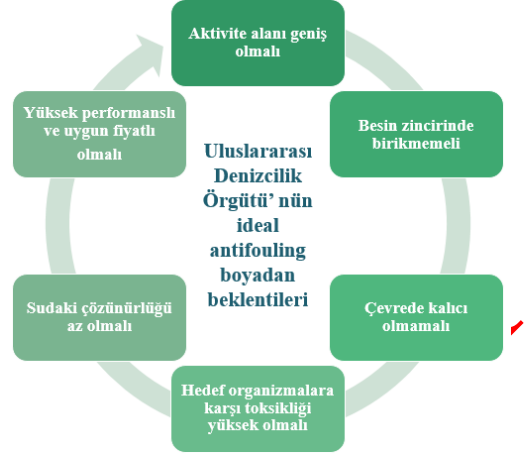 Aktivite alanı geniş
olmalı
Besin zincirinde
birikmemeli
Çevrede kalıcı
olmamalı
Hedef organizmalara
karşı toksikliği
yüksek olmalı
Sudaki çözünürlüğü
az olmalı
Yüksek performanslı
ve uygun fiyatlı
olmalı
Uluslararası
Denizcilik
Örgütü’ nün
ideal
antifouling
boyadan
beklentileri